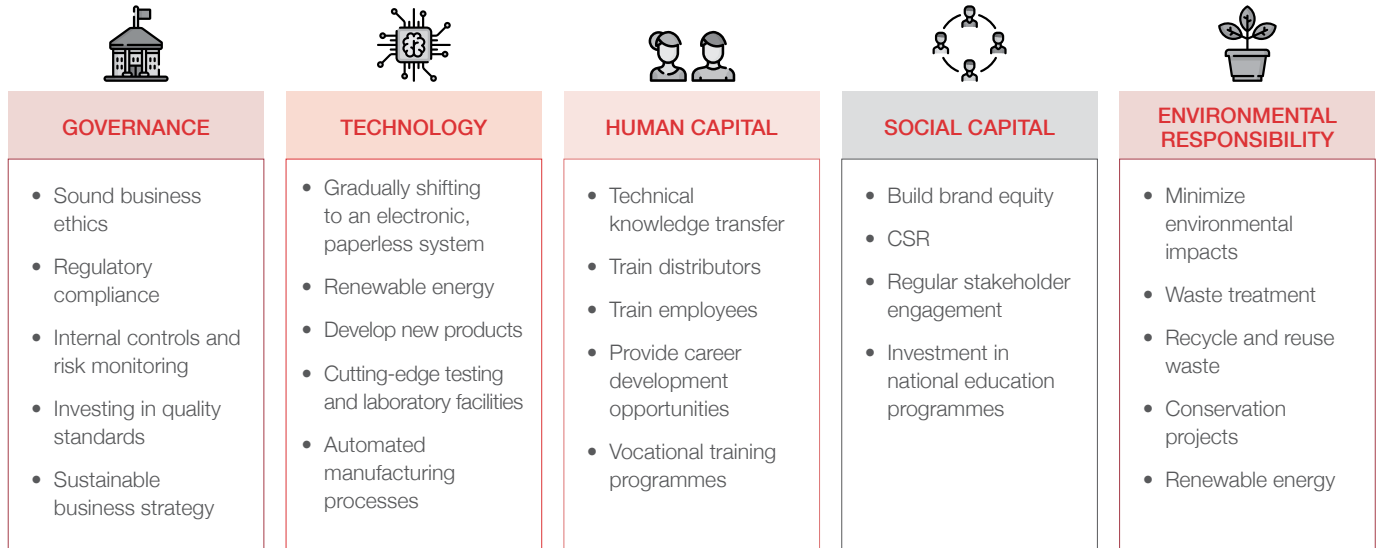 GOVERNANCE
• Sound business
ethics
• Regulatory
compliance
• Internal controls and
risk monitoring
• Investing in quality
standards
• Sustainable
business strategy
TECHNOLOGY
• Gradually shifting
to an electronic,
paperless system
• Renewable energy
• Develop new products
• Cutting-edge testing
and laboratory facilities
• Automated
manufacturing
processes
HUMAN CAPITAL
• Technical
knowledge transfer
• Train distributors
• Train employees
• Provide career
development
opportunities
• Vocational training
programmes
SOCIAL CAPITAL
• Build brand equity
• CSR
• Regular stakeholder
engagement
• Investment in
national education
programmes
ENVIRONMENTAL
RESPONSIBILITY
• Minimize
environmental
impacts
• Waste treatment
• Recycle and reuse
waste
• Conservation
projects
• Renewable energy